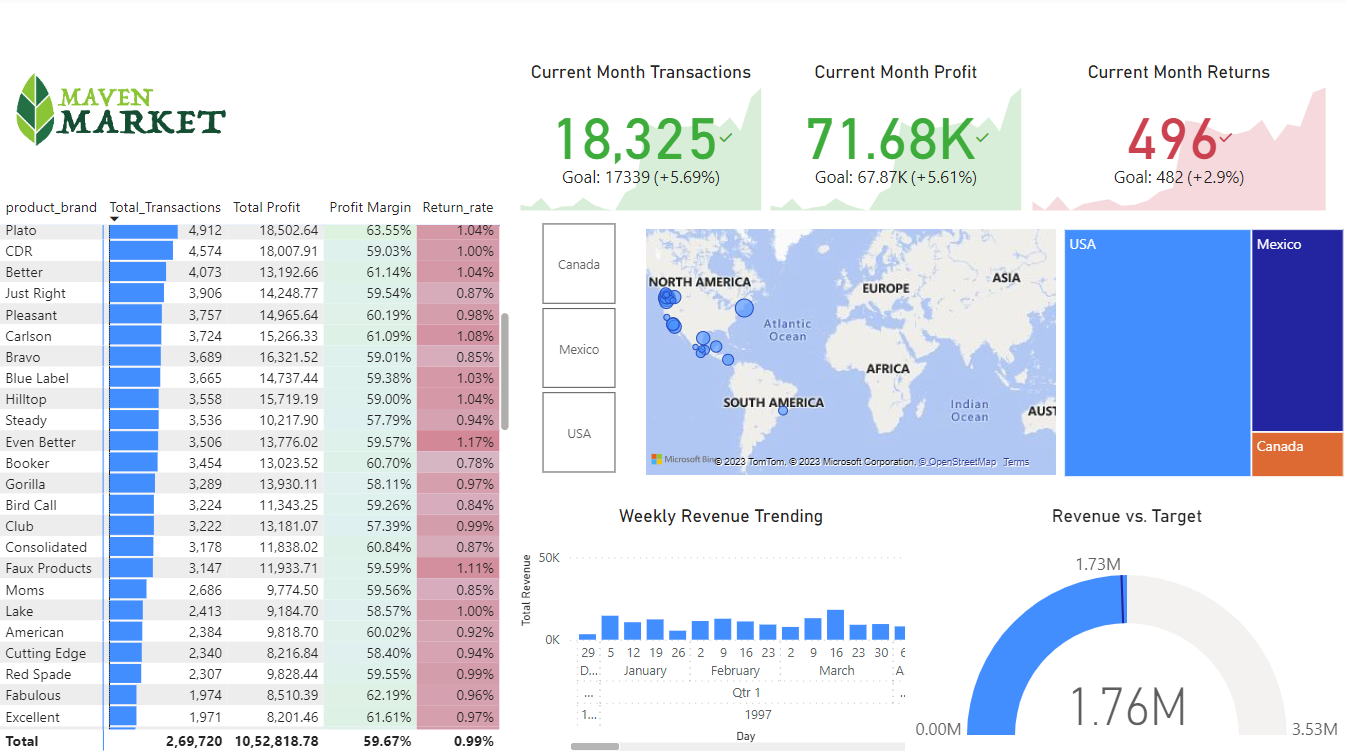 MAVEN
MARKET
Current Month Transactions
18,325
Goal: 17339 (+5.69%)
Current Month Profit
71.68K
Goal: 67.87K (+5.61%)
Current Month Returns
496
Goal: 482 (+2.9%)
product_brand Total_Transactions Total Profit Profit Margin Return_rate
Plato 4,912 18,502.64 63.55% 1.04%
CDR 4,574 18,007.91 59.03% 1.00%
Better 4,073 13,192.66 61.14% 1.04%
Just Right 3,906 14,248.77 59.54% 0.87%
Pleasant 3,757 14,965.64 60.19% 0.98%
Carlson 3,724 15,266.33 61.09% 1.08%
Bravo 3,689 16,321.52 59.01% 0.85%
Blue Label 3,665 14,737.44 59.38% 1.03%
Hilltop 3,558 15,719.19 59.00% 1.04%
Steady 3,536 10,217.90 57.79% 0.94%
Even Better 3,506 13,776.02 59.57% 1.17%
Booker 3,454 13,023.52 60.70% 0.78%
Gorilla 3,289 13,930.11 58.11% 0.97%
Bird Call 3,224 11,343.25 59.26% 0.84%
Club 3,222 13,181.07 57.39% 0.99%
Consolidated 3,178 11,838.02 60.84% 0.87%
Faux Products 3,147 11,933.71 59.59% 1.11%
Moms 2,686 9,774.50 59.56% 0.85%
Lake 2,413 9,184.70 58.57% 1.00%
American 2,384 9,818.70 60.02% 0.92%
Cutting Edge 2,340 8,216.84 58.40% 0.94%
Red Spade 2,307 9,828.44 59.55% 0.99%
Fabulous 1,974 8,510.39 62.19% 0.96%
Excellent 1,971 8,201.46 61.61% 0.97%
Total 2,69,720 10,52,818.78 59.67% 0.99%
Canada
Mexico
USA
NORTH AMERICA
EUROPE
ASIA
Atlantic
Ocean
AFRICA
SOUTH AMERICA
Indian
Ocean
AUST
Microsoft Bing
© 2023 TomTom, © 2023 Microsoft Corporation, © OpenStreetMap Terms
USA
Mexico
Canada
Weekly Revenue Trending
Total Revenue
50K
0K
29 5 12 19 26 2 9 16 23 2 9 16 23 30 6
D... January February March A
... Qtr 1 ..
1... 1997
Day
Revenue vs. Target
1.73M
1.76M
0.00M
3.53M